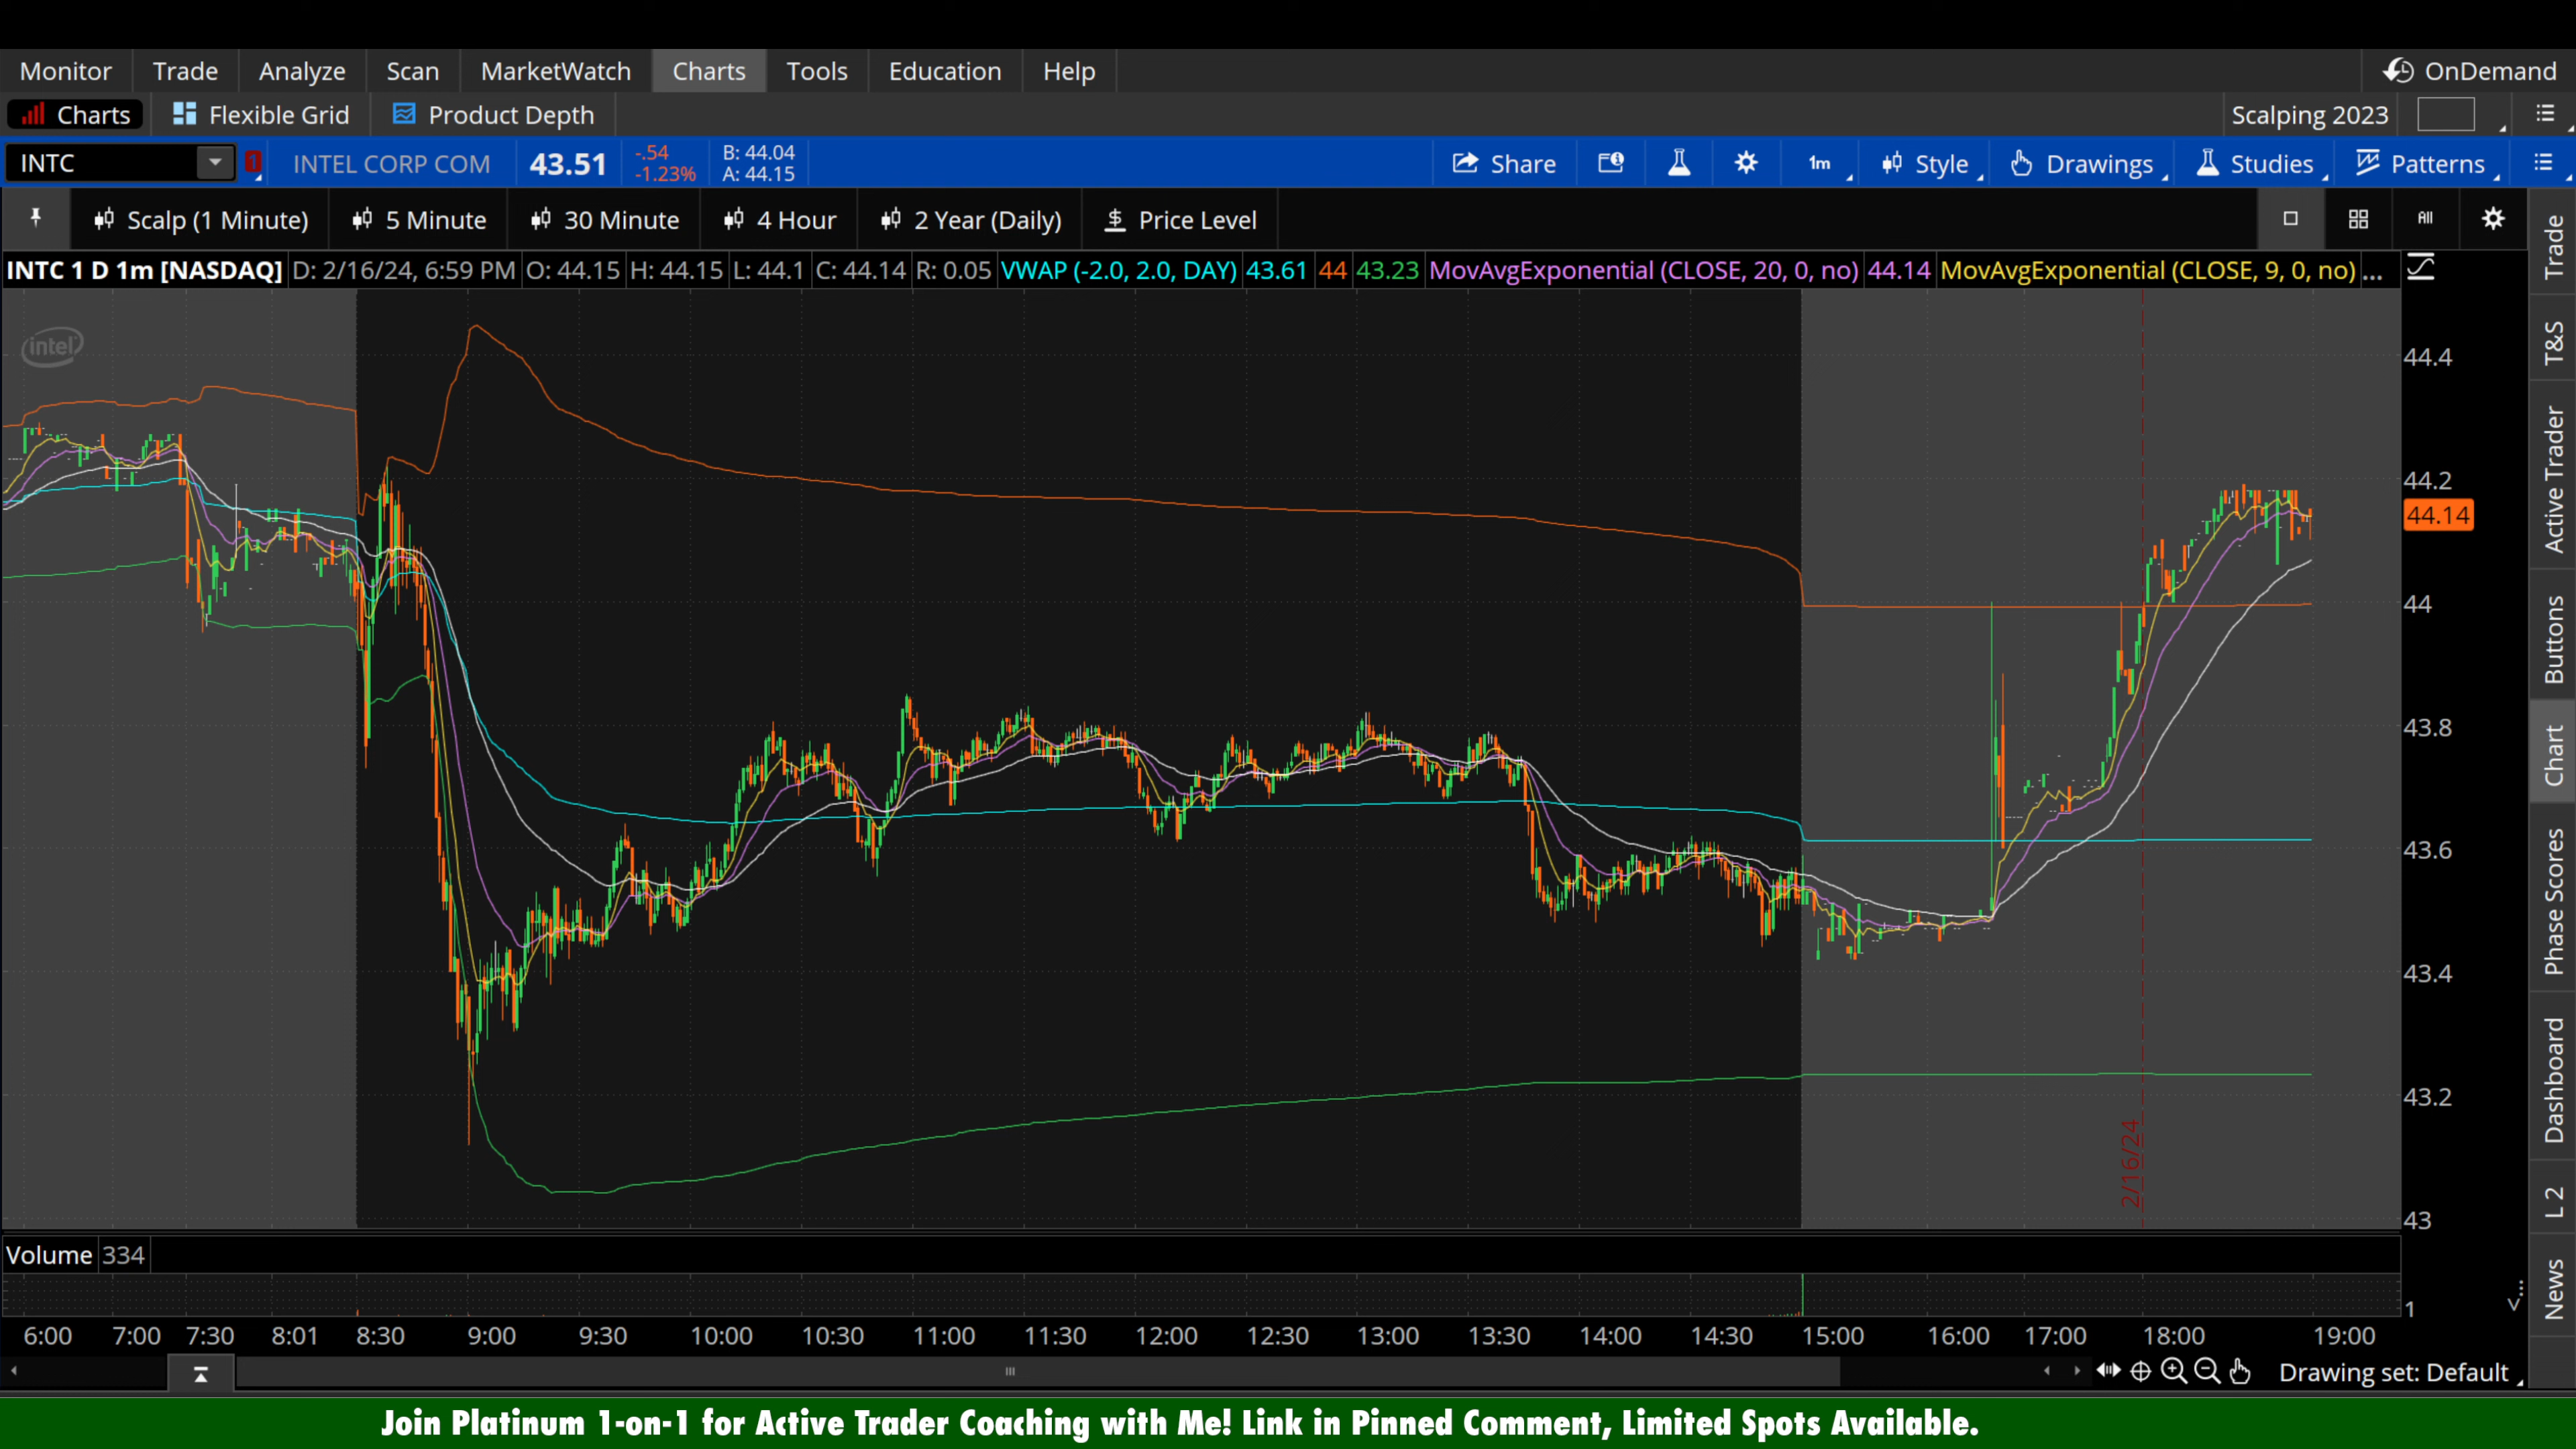 Monitor Trade Analyze Scan MarketWatch Charts Tools Education Help OnDemand
Charts Flexible Grid Product Depth Scalping 2023
INTC 1 INTEL CORP COM 43.51 -.54 -1.23% B: 44.04 A: 44.15 Share 1m Style Drawings Studies Patterns
Scalp (1 Minute) 5 Minute 30 Minute 4 Hour 2 Year (Daily) $ Price Level All
INTC 1 D 1m [NASDAQ] D: 2/16/24, 6:59 PM O: 44.15 H: 44.15 L: 44.1 C: 44.14 R: 0.05 VWAP (-2.0, 2.0, DAY) 43.61 44 43.23 MovAvgExponential (CLOSE, 20, 0, no) 44.14 MovAvgExponential (CLOSE, 9, 0, no) ...
intel
44.4
44.2
44.14
44
43.8
43.6
43.4
43.2
43
2/16/24
Trade
T&S
Active Trader
Buttons
Chart
Phase Scores
Dashboard
L 2
News
Volume 334
1
6:00 7:00 7:30 8:01 8:30 9:00 9:30 10:00 10:30 11:00 11:30 12:00 12:30 13:00 13:30 14:00 14:30 15:00 16:00 17:00 18:00 19:00
Drawing set: Default
Join Platinum 1-on-1 for Active Trader Coaching with Me! Link in Pinned Comment, Limited Spots Available.